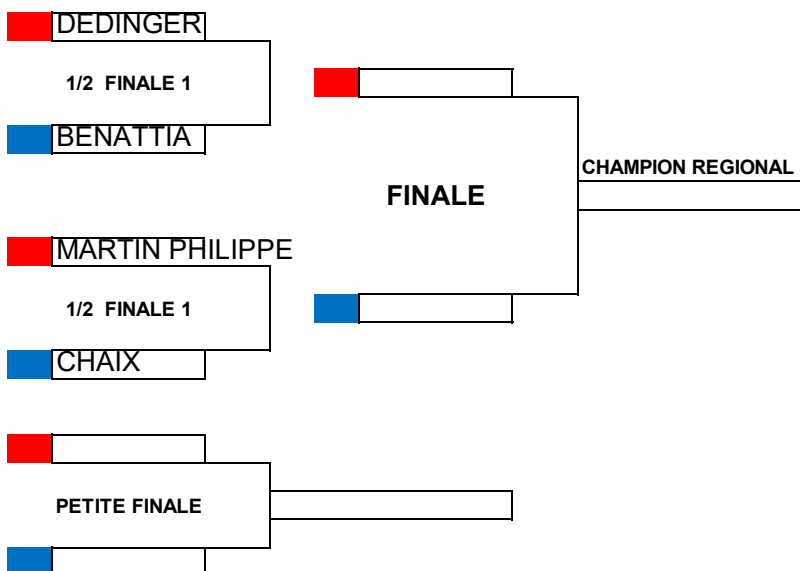 DEDINGER
1/2 FINALE 1
BENATTIA
MARTIN PHILIPPE
1/2 FINALE 1
CHAIX
FINALE
CHAMPION REGIONAL
PETITE FINALE